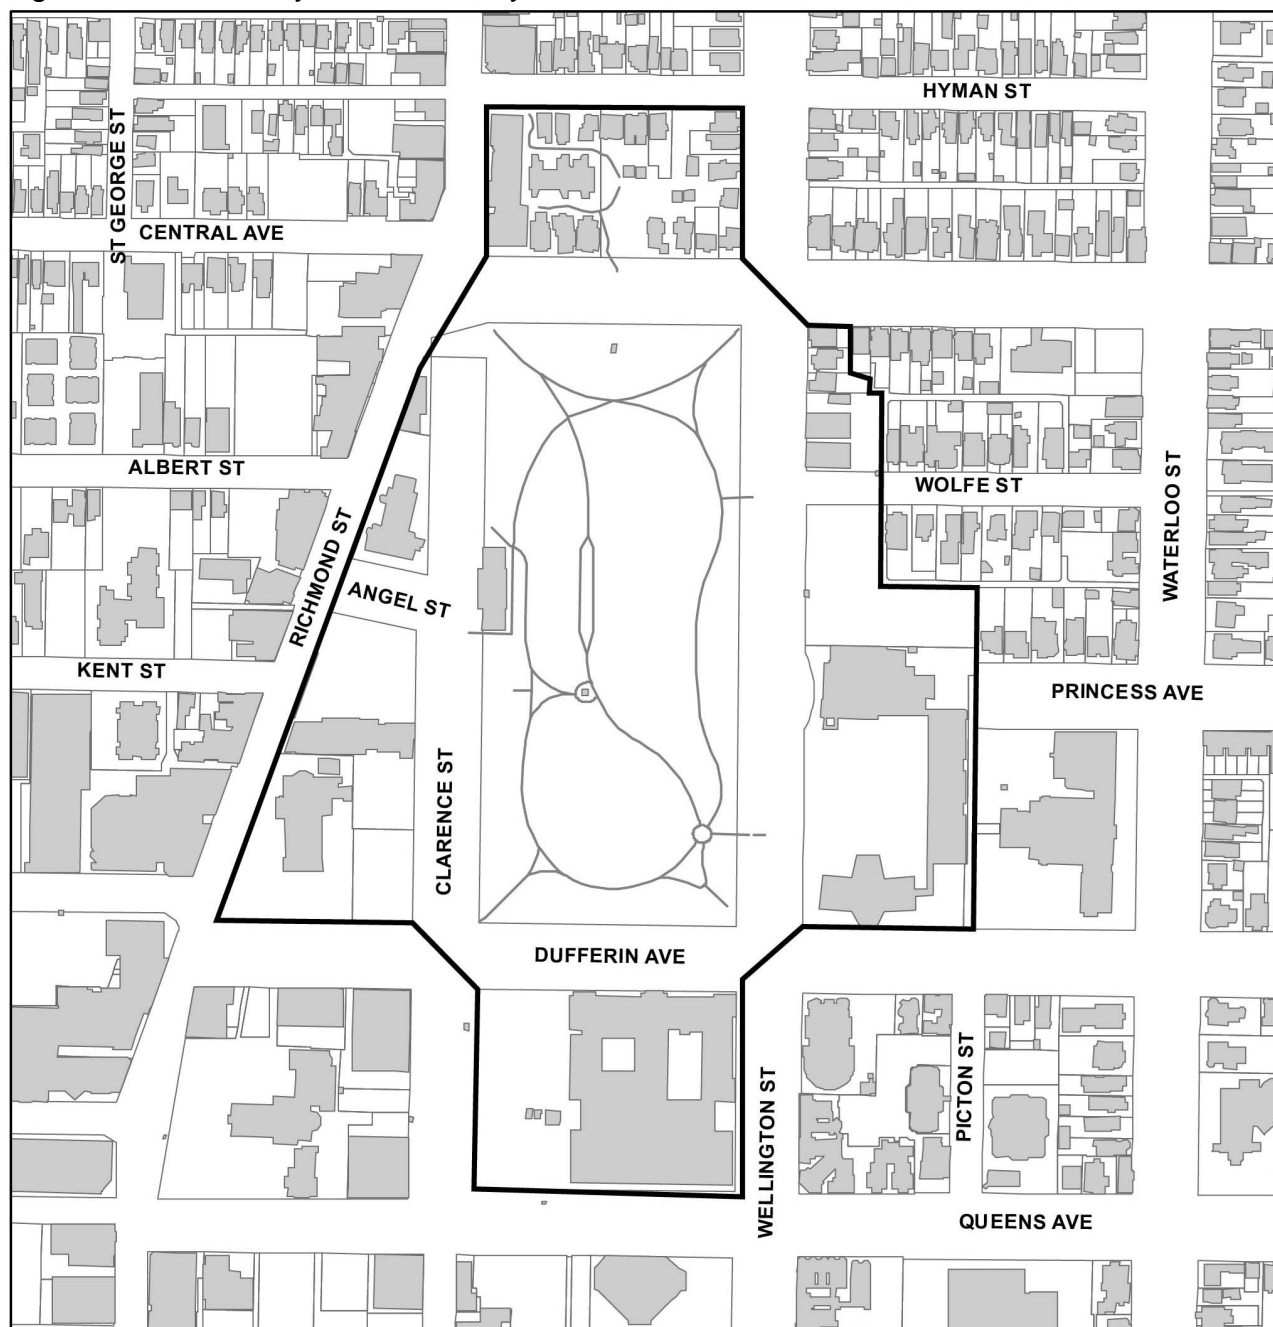 HYMAN ST
ST GEORGE ST
CENTRAL AVE
ALBERT ST
WOLFE ST
WATERLOO ST
RICHMOND ST
ANGEL ST
KENT ST
PRINCESS AVE
CLARENCE ST
DUFFERIN AVE
PICTON ST
WELLINGTON ST
QUEENS AVE